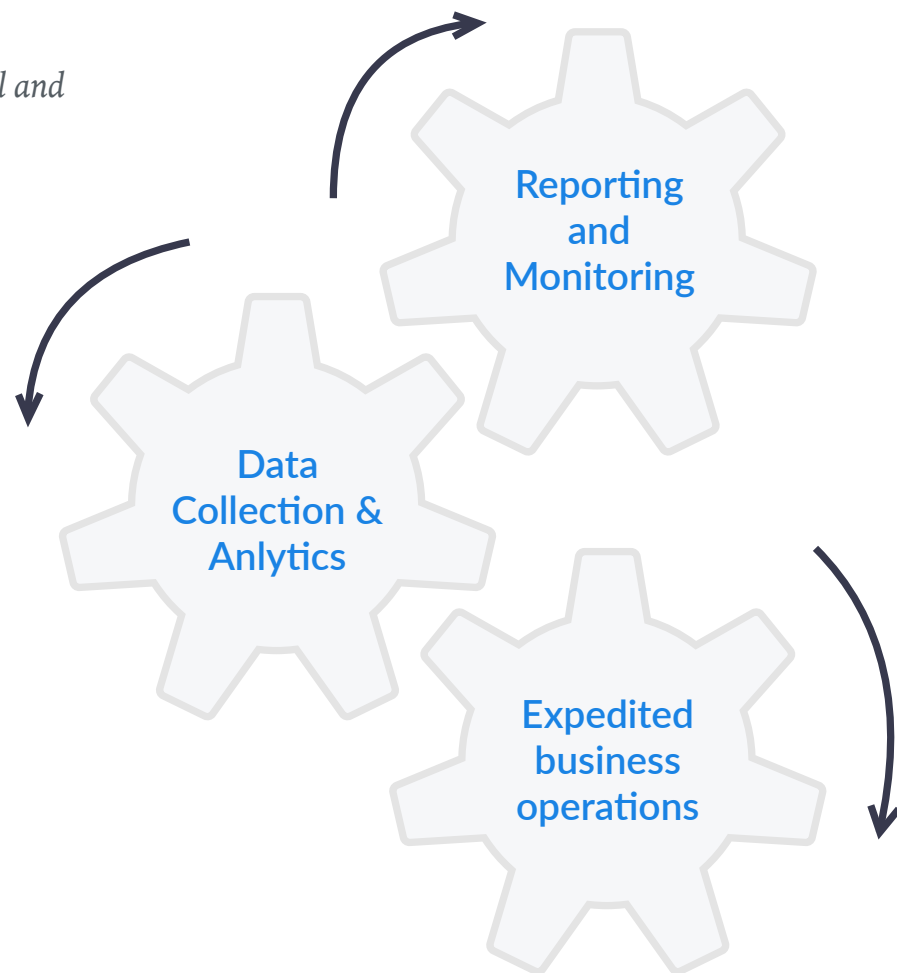 and
Reporting
and
Monitoring
Data
Collection &
Anlytics
Expedited
business
operations